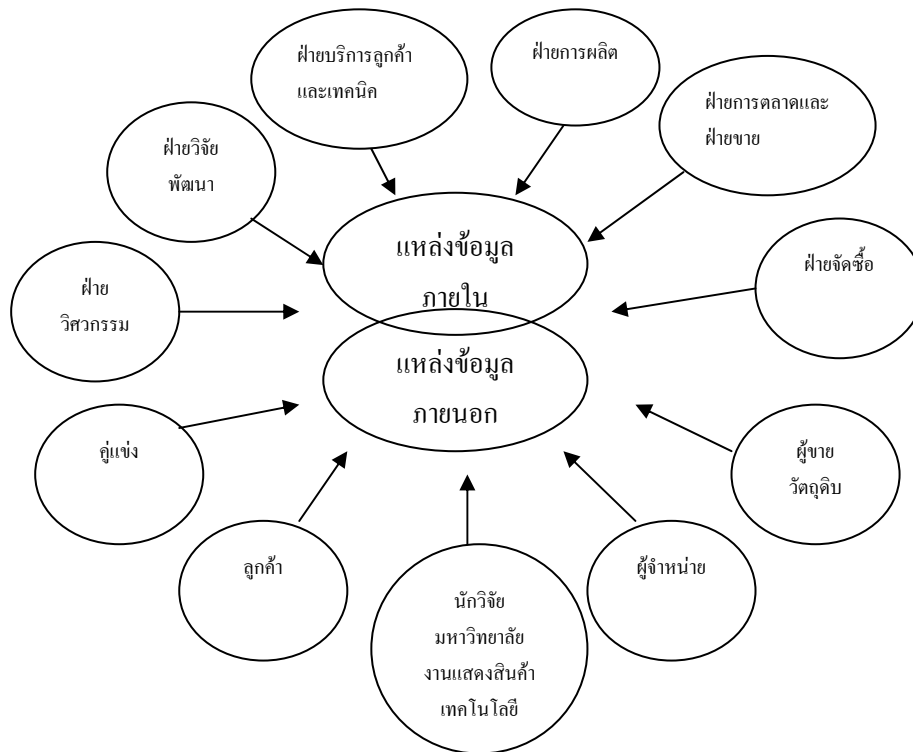 ฝ่ายบริการลูกค้า
และเทคนิค
ฝ่ายการผลิต
ฝ่ายการตลาดและ
ฝ่ายขาย
ฝ่ายวิจัย
พัฒนา
แหล่งข้อมูล
ภายใน
ฝ่ายจัดซื้อ
ฝ่าย
วิศวกรรม
แหล่งข้อมูล
ภายนอก
คู่แข่ง
ผู้ขาย
วัตถุดิบ
ลูกค้า
นักวิจัย
มหาวิทยาลัย
งานแสดงสินค้า
เทคโนโลยี
ผู้จำหน่าย